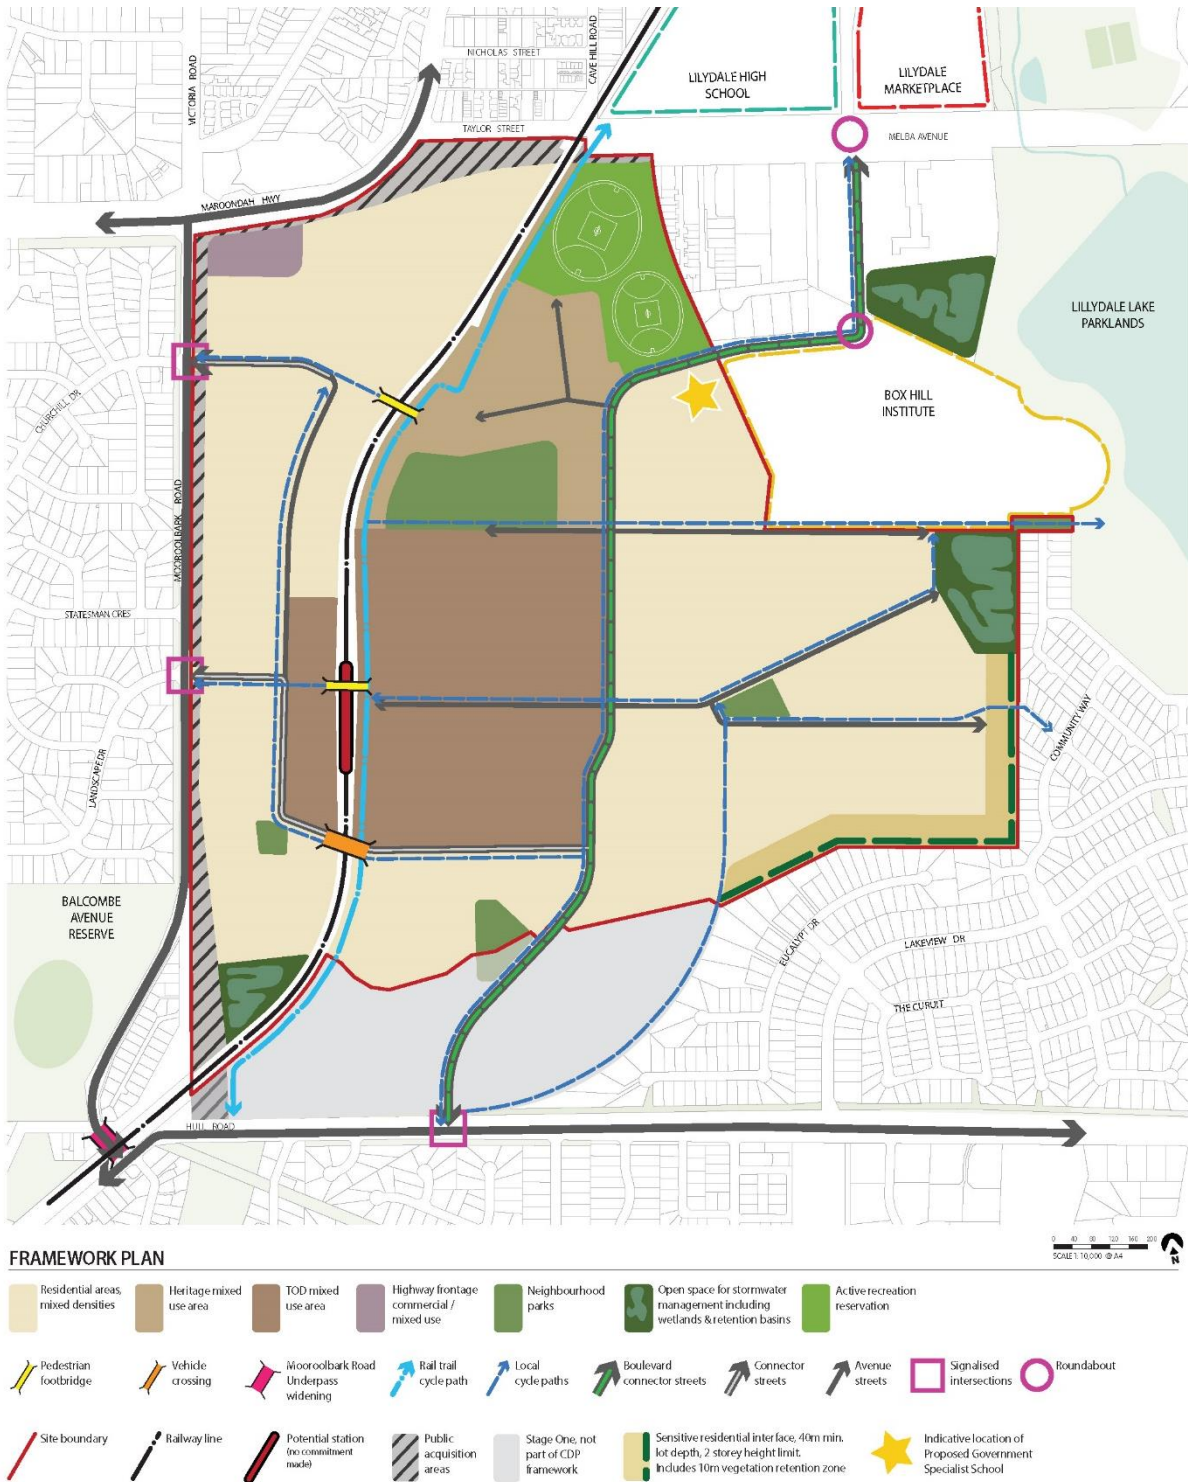 NICHOLAS STREET
CAVE HILL ROAD
VICTORIA ROAD
LILYDALE HIGH
SCHOOL
LILYDALE
MARKETPLACE
TAYLOR STREET
MELBA AVENUE
MAROONDAH HWY
LILLYDALE LAKE
PARKLANDS
CHURCHILL DR
BOX HILL
INSTITUTE
MOOROOLBARK ROAD
STATESMAN CRES
COMMUNITY WAY
LANDSCAPE DR
BALCOMBE
AVENUE
RESERVE
EUCALYPT DR
LAKEVIEW DR
THE CURUIT
HULL ROAD
FRAMEWORK PLAN
0 40 80 120 160 200
SCALE 1: 10,000 @ A4
N
Residential areas,
mixed densities
Heritage mixed
use area
TOD mixed
use area
Highway frontage
commercial /
mixed use
Neighbourhood
parks
Open space for stormwater
management including
wetlands & retention basins
Active recreation
reservation
Pedestrian
footbridge
Vehicle
crossing
Mooroolbark Road
Underpass
widening
Rail trail
cycle path
Local
cycle paths
Boulevard
connector streets
Connector
streets
Avenue
streets
Signalised
intersections
Roundabout
Site boundary
Railway line
Potential station
(no commitment
made)
Public
acquisition
areas
Stage One, not
part of CDP
framework
Sensitive residential interface, 40m min.
lot depth, 2 storey height limit.
Includes 10m vegetation retention zone
Indicative location of
Proposed Government
Specialist School